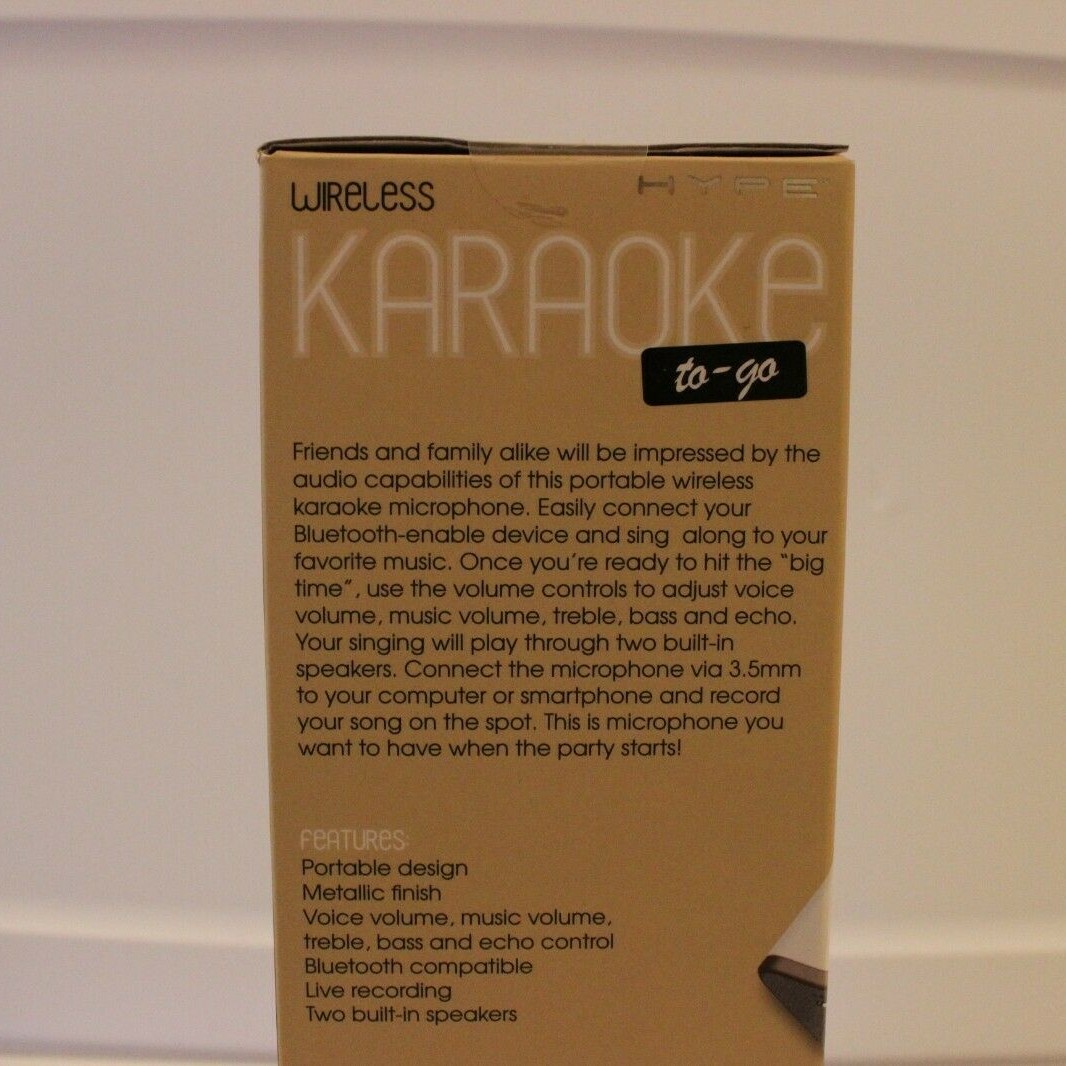 WIRELESS
HYPE
KARAOKE
to-go
Friends and family alike will be impressed by the
audio capabilities of this portable wireless
karaoke microphone. Easily connect your
Bluetooth-enable device and sing along to your
favorite music. Once you're ready to hit the "big
time", use the volume controls to adjust voice
volume, music volume, treble, bass and echo.
Your singing will play through two built-in
speakers. Connect the microphone via 3.5mm
to your computer or smartphone and record
your song on the spot. This is microphone you
want to have when the party starts!
FEATURES:
Portable design
Metallic finish
Voice volume, music volume,
treble, bass and echo control
Bluetooth compatible
Live recording
Two built-in speakers